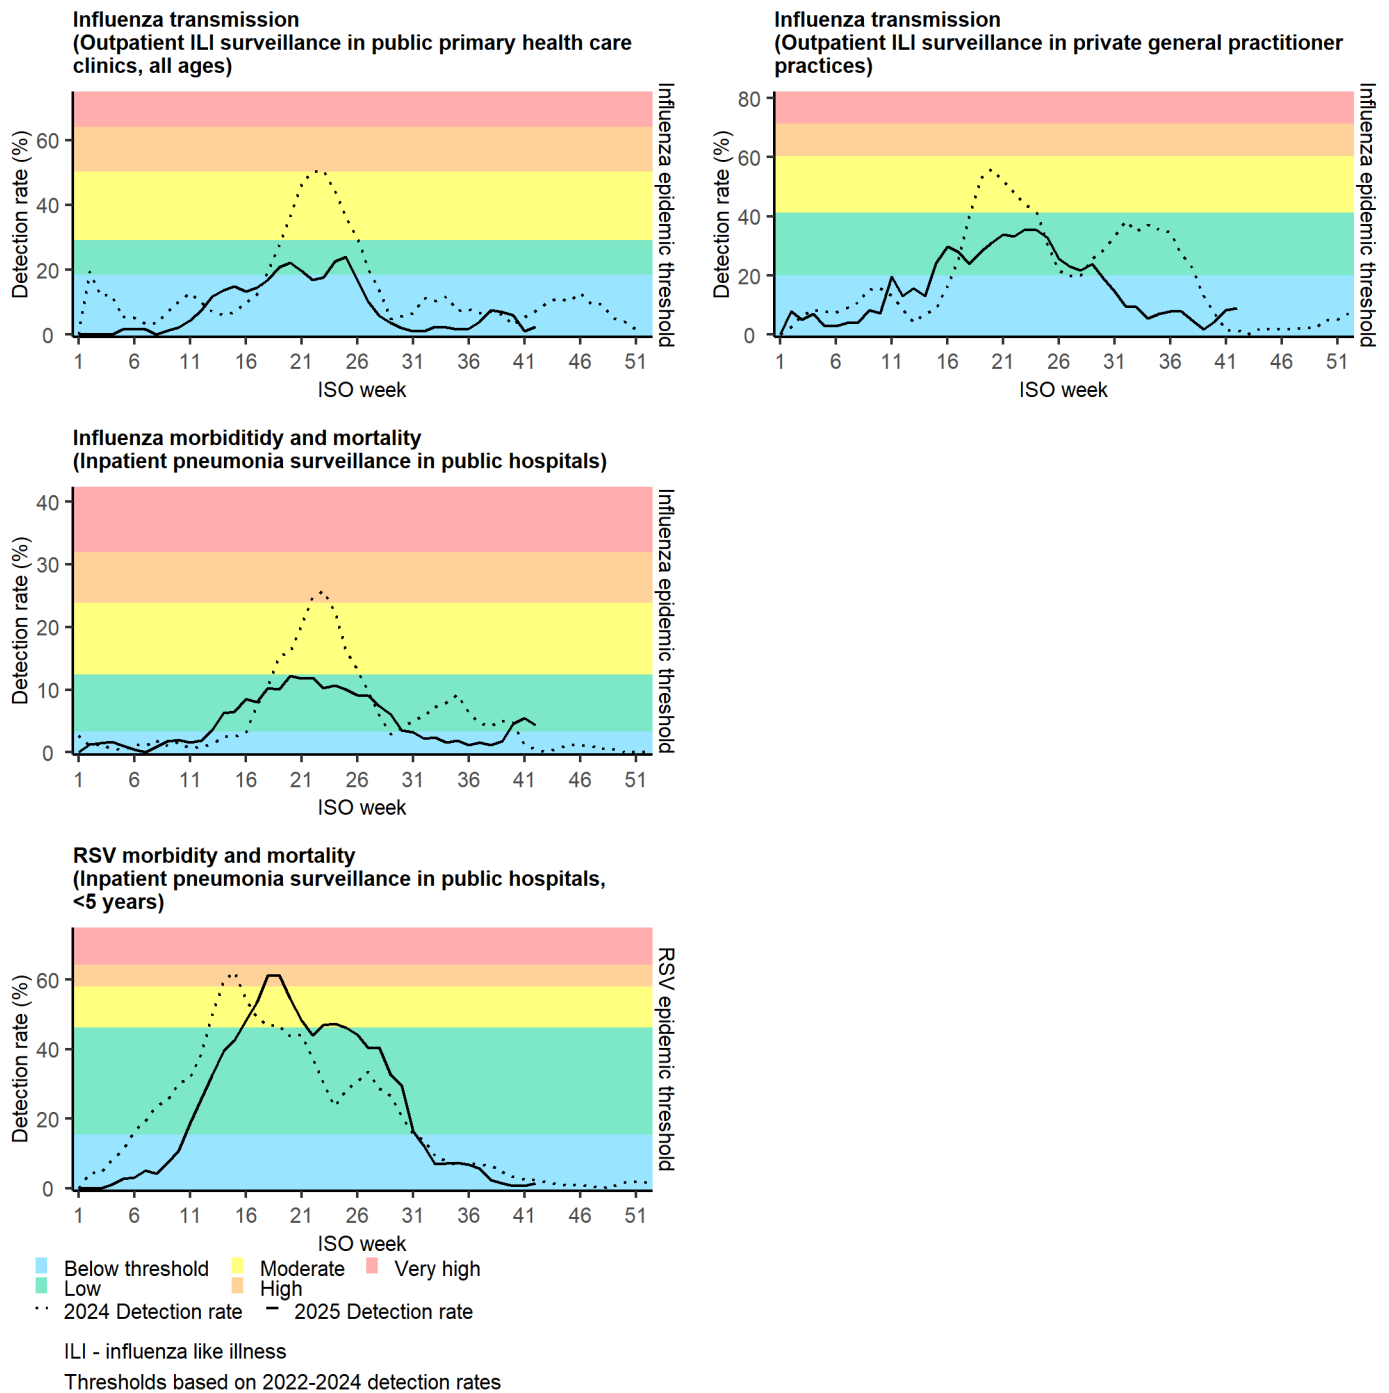 Influenza transmission
(Outpatient ILI surveillance in public primary health care
clinics, all ages)
Detection rate (%)
60
40
20
0
1 6 11 16 21 26 31 36 41 46 51
ISO week
Influenza epidemic threshold
Influenza transmission
(Outpatient ILI surveillance in private general practitioner
practices)
Detection rate (%)
80
60
40
20
0
1 6 11 16 21 26 31 36 41 46 51
ISO week
Influenza epidemic threshold
Influenza morbiditidy and mortality
(Inpatient pneumonia surveillance in public hospitals)
Detection rate (%)
40
30
20
10
0
1 6 11 16 21 26 31 36 41 46 51
ISO week
Influenza epidemic threshold
RSV morbidity and mortality
(Inpatient pneumonia surveillance in public hospitals,
<5 years)
Detection rate (%)
60
40
20
0
1 6 11 16 21 26 31 36 41 46 51
ISO week
RSV epidemic threshold
Below threshold Moderate Very high
Low High
2024 Detection rate 2025 Detection rate
ILI - influenza like illness
Thresholds based on 2022-2024 detection rates